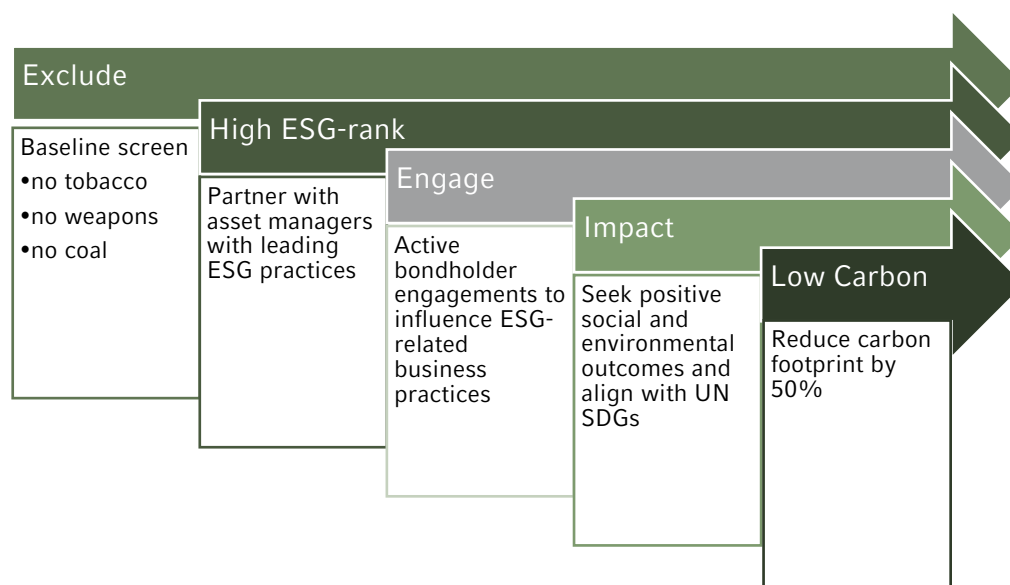 Exclude
Baseline screen
•no tobacco
•no weapons
•no coal
High ESG-rank
Partner with
asset managers
with leading
ESG practices
Engage
Active
bondholder
engagements to
influence ESG-
related
business
practices
Impact
Seek positive
social and
environmental
outcomes and
align with UN
SDGs
Low Carbon
Reduce carbon
footprint by
50%